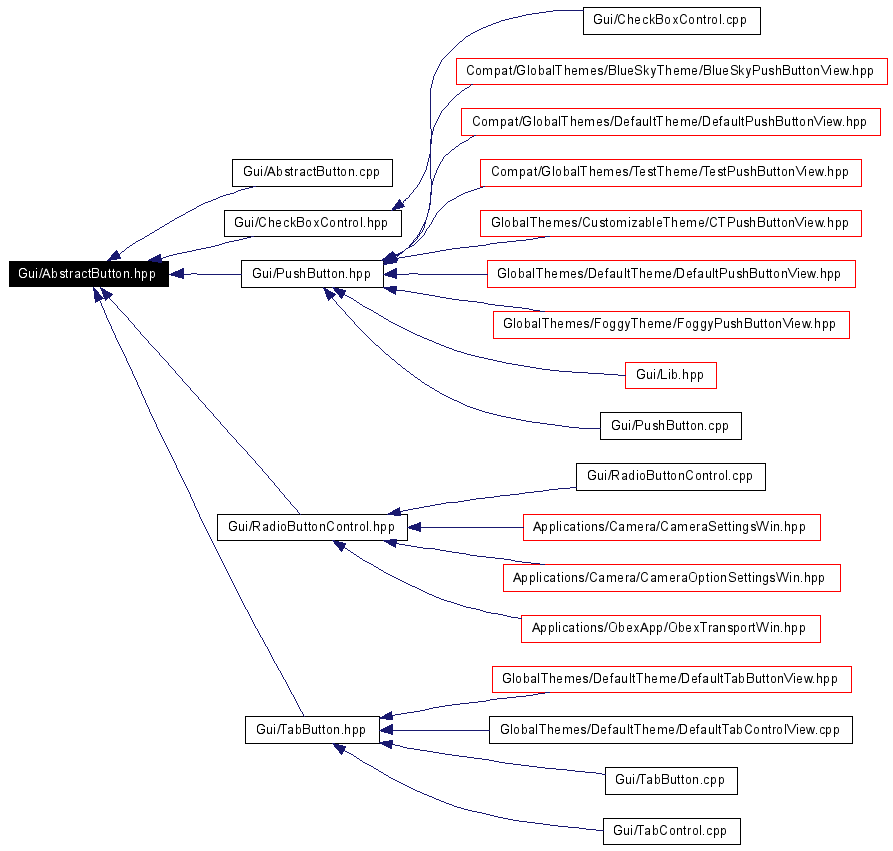 Gui/CheckBoxControl.cpp
Compat/GlobalThemes/BlueSkyTheme/BlueSkyPushButtonView.hpp
Compat/GlobalThemes/DefaultTheme/DefaultPushButtonView.hpp
Gui/AbstractButton.cpp
Compat/GlobalThemes/TestTheme/TestPushButtonView.hpp
Gui/CheckBoxControl.hpp
GlobalThemes/CustomizableTheme/CTPushButtonView.hpp
Gui/AbstractButton.hpp
Gui/PushButton.hpp
GlobalThemes/DefaultTheme/DefaultPushButtonView.hpp
GlobalThemes/FoggyTheme/FoggyPushButtonView.hpp
Gui/Lib.hpp
Gui/PushButton.cpp
Gui/RadioButtonControl.cpp
Gui/RadioButtonControl.hpp
Applications/Camera/CameraSettingsWin.hpp
Applications/Camera/CameraOptionSettingsWin.hpp
Applications/ObexApp/ObexTransportWin.hpp
GlobalThemes/DefaultTheme/DefaultTabButtonView.hpp
Gui/TabButton.hpp
GlobalThemes/DefaultTheme/DefaultTabControlView.cpp
Gui/TabButton.cpp
Gui/TabControl.cpp